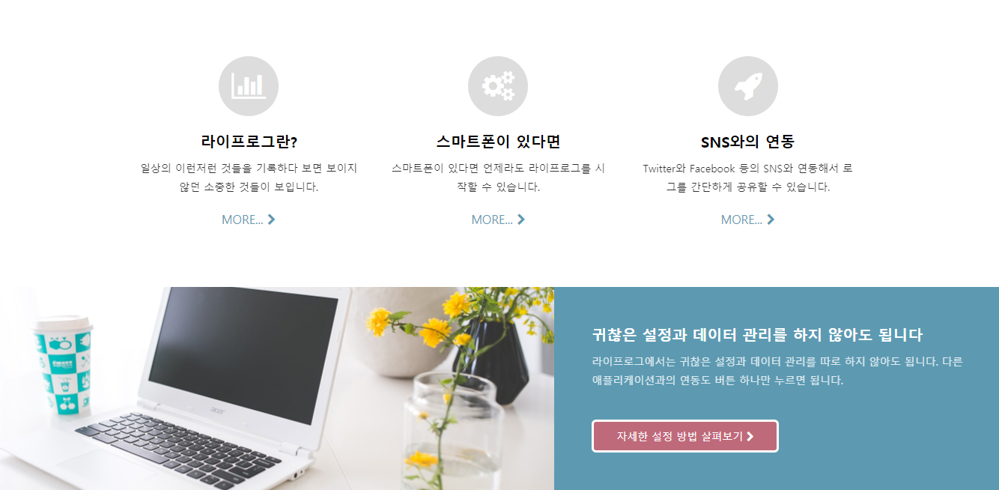 라이프로그란?
일상의 이런저런 것들을 기록하다 보면 보이지
않던 소중한 것들이 보입니다.
MORE...
스마트폰이 있다면
스마트폰이 있다면 언제라도 라이프로그를 시
작할 수 있습니다.
MORE...
SNS와의 연동
Twitter와 Facebook 등의 SNS와 연동해서 로
그를 간단하게 공유할 수 있습니다.
MORE...
acer
귀찮은 설정과 데이터 관리를 하지 않아도 됩니다
라이프로그에서는 귀찮은 설정과 데이터 관리를 따로 하지 않아도 됩니다. 다른
애플리케이션과의 연동도 버튼 하나만 누르면 됩니다.
자세한 설정 방법 살펴보기